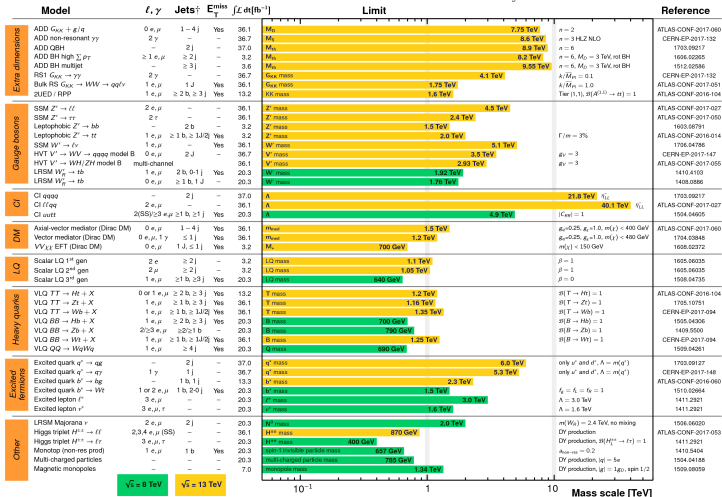 ℓ, γ Jets† E_T^miss ∫ℒ dt[fb⁻¹] Limit Reference
Extra dimensions
ADD G_KK + g/q 0 e, μ 1 − 4 j Yes 36.1 M_D 7.75 TeV n = 2 ATLAS-CONF-2017-060
ADD non-resonant γγ 2 γ − − 36.7 M_S 8.6 TeV n = 3 HLZ NLO CERN-EP-2017-132
ADD QBH − 2 j − 37.0 M_th 8.9 TeV n = 6 1703.09217
ADD BH high ∑ p_T ≥ 1 e, μ ≥ 2 j − 3.2 M_th 8.2 TeV n = 6, M_D = 3 TeV, rot BH 1606.02265
ADD BH multijet − ≥ 3 j − 3.6 M_th 9.55 TeV n = 6, M_D = 3 TeV, rot BH 1512.02586
RS1 G_KK → γγ 2 γ − − 36.7 G_KK mass 4.1 TeV k/M̄_Pl = 0.1 CERN-EP-2017-132
Bulk RS G_KK → WW → qqℓν 1 e, μ 1 J Yes 36.1 G_KK mass 1.75 TeV k/M̄_Pl = 1.0 ATLAS-CONF-2017-051
2UED / RPP 1 e, μ ≥ 2 b, ≥ 3 j Yes 13.2 KK mass 1.6 TeV Tier (1,1), ℬ(A^(1,1) → tt) = 1 ATLAS-CONF-2016-104
Gauge bosons
SSM Z′ → ℓℓ 2 e, μ − − 36.1 Z′ mass 4.5 TeV ATLAS-CONF-2017-027
SSM Z′ → ττ 2 τ − − 36.1 Z′ mass 2.4 TeV ATLAS-CONF-2017-050
Leptophobic Z′ → bb − 2 b − 3.2 Z′ mass 1.5 TeV 1603.08791
Leptophobic Z′ → tt 1 e, μ ≥ 1 b, ≥ 1J/2j Yes 3.2 Z′ mass 2.0 TeV Γ/m = 3% ATLAS-CONF-2016-014
SSM W′ → ℓν 1 e, μ − Yes 36.1 W′ mass 5.1 TeV 1706.04786
HVT V′ → WV → qqqq model B 0 e, μ 2 J − 36.7 V′ mass 3.5 TeV g_V = 3 CERN-EP-2017-147
HVT V′ → WH/ZH model B multi-channel 36.1 V′ mass 2.93 TeV g_V = 3 ATLAS-CONF-2017-055
LRSM W′_R → tb 1 e, μ 2 b, 0-1 j Yes 20.3 W′ mass 1.92 TeV 1410.4103
LRSM W′_R → tb 0 e, μ ≥ 1 b, 1 J − 20.3 W′ mass 1.76 TeV 1408.0886
CI
CI qqqq − 2 j − 37.0 Λ 21.8 TeV η⁻_LL 1703.09217
CI ℓℓqq 2 e, μ − − 36.1 Λ 40.1 TeV η⁻_LL ATLAS-CONF-2017-027
CI uutt 2(SS)/≥3 e,μ ≥1 b, ≥1 j Yes 20.3 Λ 4.9 TeV |C_RR| = 1 1504.04605
DM
Axial-vector mediator (Dirac DM) 0 e, μ 1 − 4 j Yes 36.1 m_med 1.5 TeV g_q=0.25, g_χ=1.0, m(χ) < 400 GeV ATLAS-CONF-2017-060
Vector mediator (Dirac DM) 0 e, μ, 1 γ ≤ 1 j Yes 36.1 m_med 1.2 TeV g_q=0.25, g_χ=1.0, m(χ) < 480 GeV 1704.03848
VVχχ EFT (Dirac DM) 0 e, μ 1 J, ≤ 1 j Yes 3.2 M_* 700 GeV m(χ) < 150 GeV 1608.02372
LQ
Scalar LQ 1st gen 2 e ≥ 2 j − 3.2 LQ mass 1.1 TeV β = 1 1605.06035
Scalar LQ 2nd gen 2 μ ≥ 2 j − 3.2 LQ mass 1.05 TeV β = 1 1605.06035
Scalar LQ 3rd gen 1 e, μ ≥1 b, ≥3 j Yes 20.3 LQ mass 640 GeV β = 0 1508.04735
Heavy quarks
VLQ TT → Ht + X 0 or 1 e, μ ≥ 2 b, ≥ 3 j Yes 13.2 T mass 1.2 TeV ℬ(T → Ht) = 1 ATLAS-CONF-2016-104
VLQ TT → Zt + X 1 e, μ ≥ 1 b, ≥ 3 j Yes 36.1 T mass 1.16 TeV ℬ(T → Zt) = 1 1705.10751
VLQ TT → Wb + X 1 e, μ ≥ 1 b, ≥ 1J/2j Yes 36.1 T mass 1.35 TeV ℬ(T → Wb) = 1 CERN-EP-2017-094
VLQ BB → Hb + X 1 e, μ ≥ 2 b, ≥ 3 j Yes 20.3 B mass 700 GeV ℬ(B → Hb) = 1 1505.04306
VLQ BB → Zb + X 2/≥3 e, μ ≥2/≥1 b − 20.3 B mass 790 GeV ℬ(B → Zb) = 1 1409.5500
VLQ BB → Wt + X 1 e, μ ≥ 1 b, ≥ 1J/2j Yes 36.1 B mass 1.25 TeV ℬ(B → Wt) = 1 CERN-EP-2017-094
VLQ QQ → WqWq 1 e, μ ≥ 4 j Yes 20.3 Q mass 690 GeV 1509.04261
Excited fermions
Excited quark q* → qg − 2 j − 37.0 q* mass 6.0 TeV only u* and d*, Λ = m(q*) 1703.09127
Excited quark q* → qγ 1 γ 1 j − 36.7 q* mass 5.3 TeV only u* and d*, Λ = m(q*) CERN-EP-2017-148
Excited quark b* → bg − 1 b, 1 j − 13.3 b* mass 2.3 TeV ATLAS-CONF-2016-060
Excited quark b* → Wt 1 or 2 e, μ 1 b, 2-0 j Yes 20.3 b* mass 1.5 TeV f_g = f_L = f_R = 1 1510.02664
Excited lepton ℓ* 3 e, μ − − 20.3 ℓ* mass 3.0 TeV Λ = 3.0 TeV 1411.2921
Excited lepton ν* 3 e, μ, τ − − 20.3 ν* mass 1.6 TeV Λ = 1.6 TeV 1411.2921
Other
LRSM Majorana ν 2 e, μ 2 j − 20.3 N⁰ mass 2.0 TeV m(W_R) = 2.4 TeV, no mixing 1506.06020
Higgs triplet H^±± → ℓℓ 2,3,4 e, μ (SS) − − 36.1 H^±± mass 870 GeV DY production ATLAS-CONF-2017-053
Higgs triplet H^±± → ℓτ 3 e, μ, τ − − 20.3 H^±± mass 400 GeV DY production, ℬ(H_L^±± → ℓτ) = 1 1411.2921
Monotop (non-res prod) 1 e, μ 1 b Yes 20.3 spin-1 invisible particle mass 657 GeV a_non-res = 0.2 1410.5404
Multi-charged particles − − − 20.3 multi-charged particle mass 785 GeV DY production, |q| = 5e 1504.04188
Magnetic monopoles − − − 7.0 monopole mass 1.34 TeV DY production, |g| = 1g_D, spin 1/2 1509.08059
√s = 8 TeV √s = 13 TeV
10⁻¹ 1 10
Mass scale [TeV]